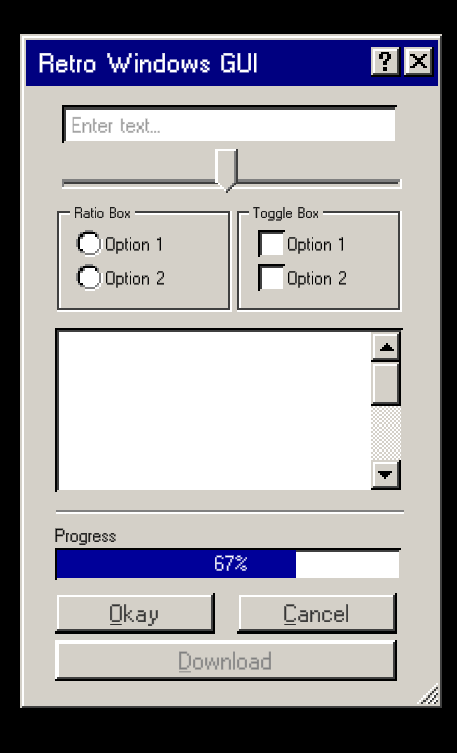 Retro Windows GUI
Enter text...
Ratio Box
Toggle Box
Option 1
Option 1
Option 2
Option 2
Progress
67%
Okay
Cancel
Download